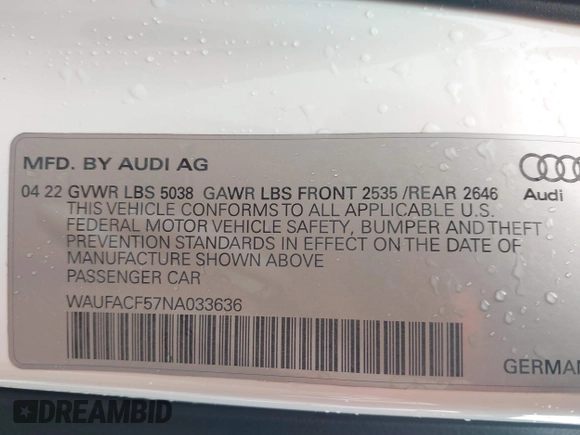 MFD. BY AUDI AG
04 22 GVWR LBS 5038 GAWR LBS FRONT 2535 /REAR 2646
THIS VEHICLE CONFORMS TO ALL APPLICABLE U.S.
FEDERAL MOTOR VEHICLE SAFETY, BUMPER AND THEFT
PREVENTION STANDARDS IN EFFECT ON THE DATE OF
MANUFACTURE SHOWN ABOVE
PASSENGER CAR
WAUFACF57NA033636
Audi
GERMAN
DREAMBID